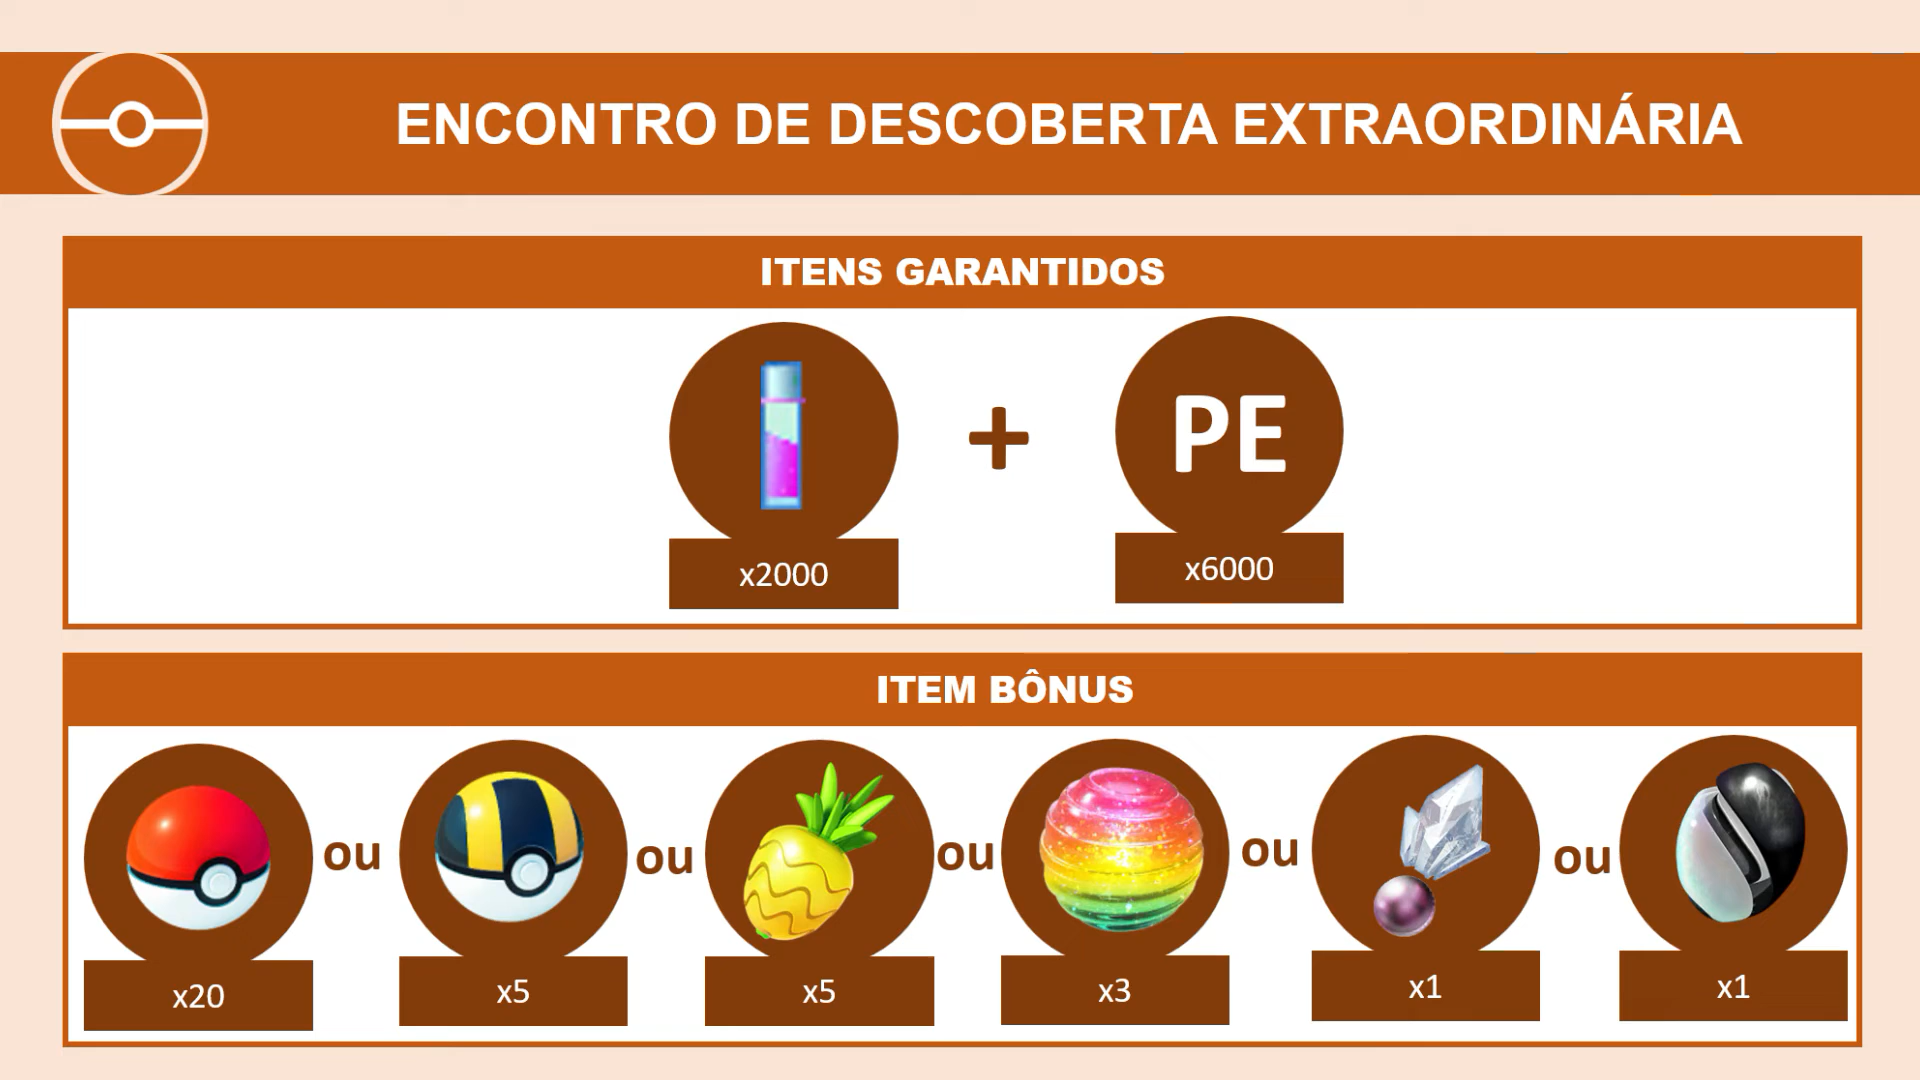 ENCONTRO DE DESCOBERTA EXTRAORDINÁRIA
ITENS GARANTIDOS
+
PE
x2000
x6000
ITEM BÔNUS
ou
ou
ou
ou
ou
x20
x5
x5
x3
x1
x1